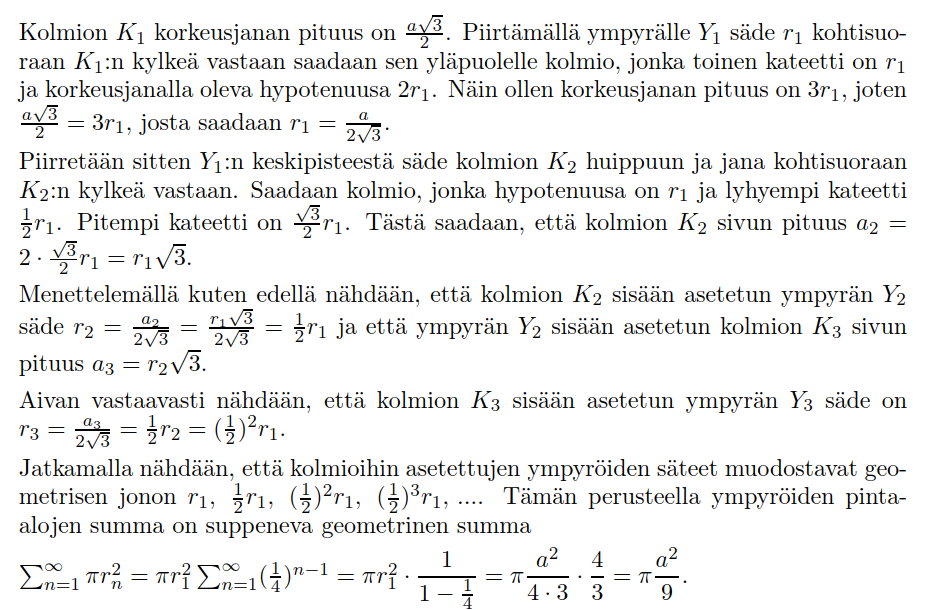 Kolmion $K_1$ korkeusjanan pituus on $\frac{a\sqrt{3}}{2}$. Piirtämällä ympyrälle $Y_1$ säde $r_1$ kohtisuo-
raan $K_1$:n kylkeä vastaan saadaan sen yläpuolelle kolmio, jonka toinen kateetti on $r_1$
ja korkeusjanalla oleva hypotenuusa $2r_1$. Näin ollen korkeusjanan pituus on $3r_1$, joten
$\frac{a\sqrt{3}}{2} = 3r_1$, josta saadaan $r_1 = \frac{a}{2\sqrt{3}}$.
Piirretään sitten $Y_1$:n keskipisteestä säde kolmion $K_2$ huippuun ja jana kohtisuoraan
$K_2$:n kylkeä vastaan. Saadaan kolmio, jonka hypotenuusa on $r_1$ ja lyhyempi kateetti
$\frac{1}{2}r_1$. Pitempi kateetti on $\frac{\sqrt{3}}{2}r_1$. Tästä saadaan, että kolmion $K_2$ sivun pituus $a_2 =$
$2 \cdot \frac{\sqrt{3}}{2}r_1 = r_1\sqrt{3}$.
Menettelemällä kuten edellä nähdään, että kolmion $K_2$ sisään asetetun ympyrän $Y_2$
säde $r_2 = \frac{a_2}{2\sqrt{3}} = \frac{r_1\sqrt{3}}{2\sqrt{3}} = \frac{1}{2}r_1$ ja että ympyrän $Y_2$ sisään asetetun kolmion $K_3$ sivun
pituus $a_3 = r_2\sqrt{3}$.
Aivan vastaavasti nähdään, että kolmion $K_3$ sisään asetetun ympyrän $Y_3$ säde on
$r_3 = \frac{a_3}{2\sqrt{3}} = \frac{1}{2}r_2 = (\frac{1}{2})^2 r_1$.
Jatkamalla nähdään, että kolmioihin asetettujen ympyröiden säteet muodostavat geo-
metrisen jonon $r_1$, $\frac{1}{2}r_1$, $(\frac{1}{2})^2 r_1$, $(\frac{1}{2})^3 r_1$, .... Tämän perusteella ympyröiden pinta-
alojen summa on suppeneva geometrinen summa
$\sum_{n=1}^{\infty} \pi r_n^2 = \pi r_1^2 \sum_{n=1}^{\infty} (\frac{1}{4})^{n-1} = \pi r_1^2 \cdot \frac{1}{1 - \frac{1}{4}} = \pi \frac{a^2}{4 \cdot 3} \cdot \frac{4}{3} = \pi \frac{a^2}{9}$.